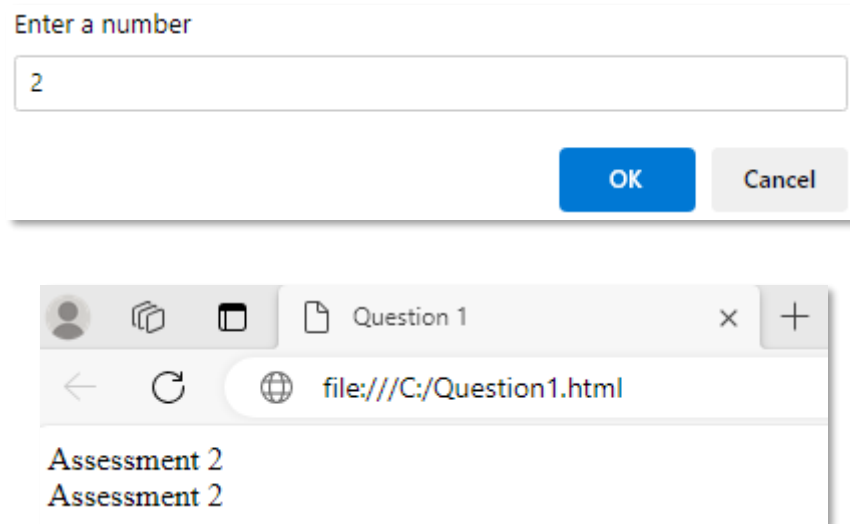 Enter a number
2
OK Cancel
Question 1
file:///C:/Question1.html
Assessment 2
Assessment 2